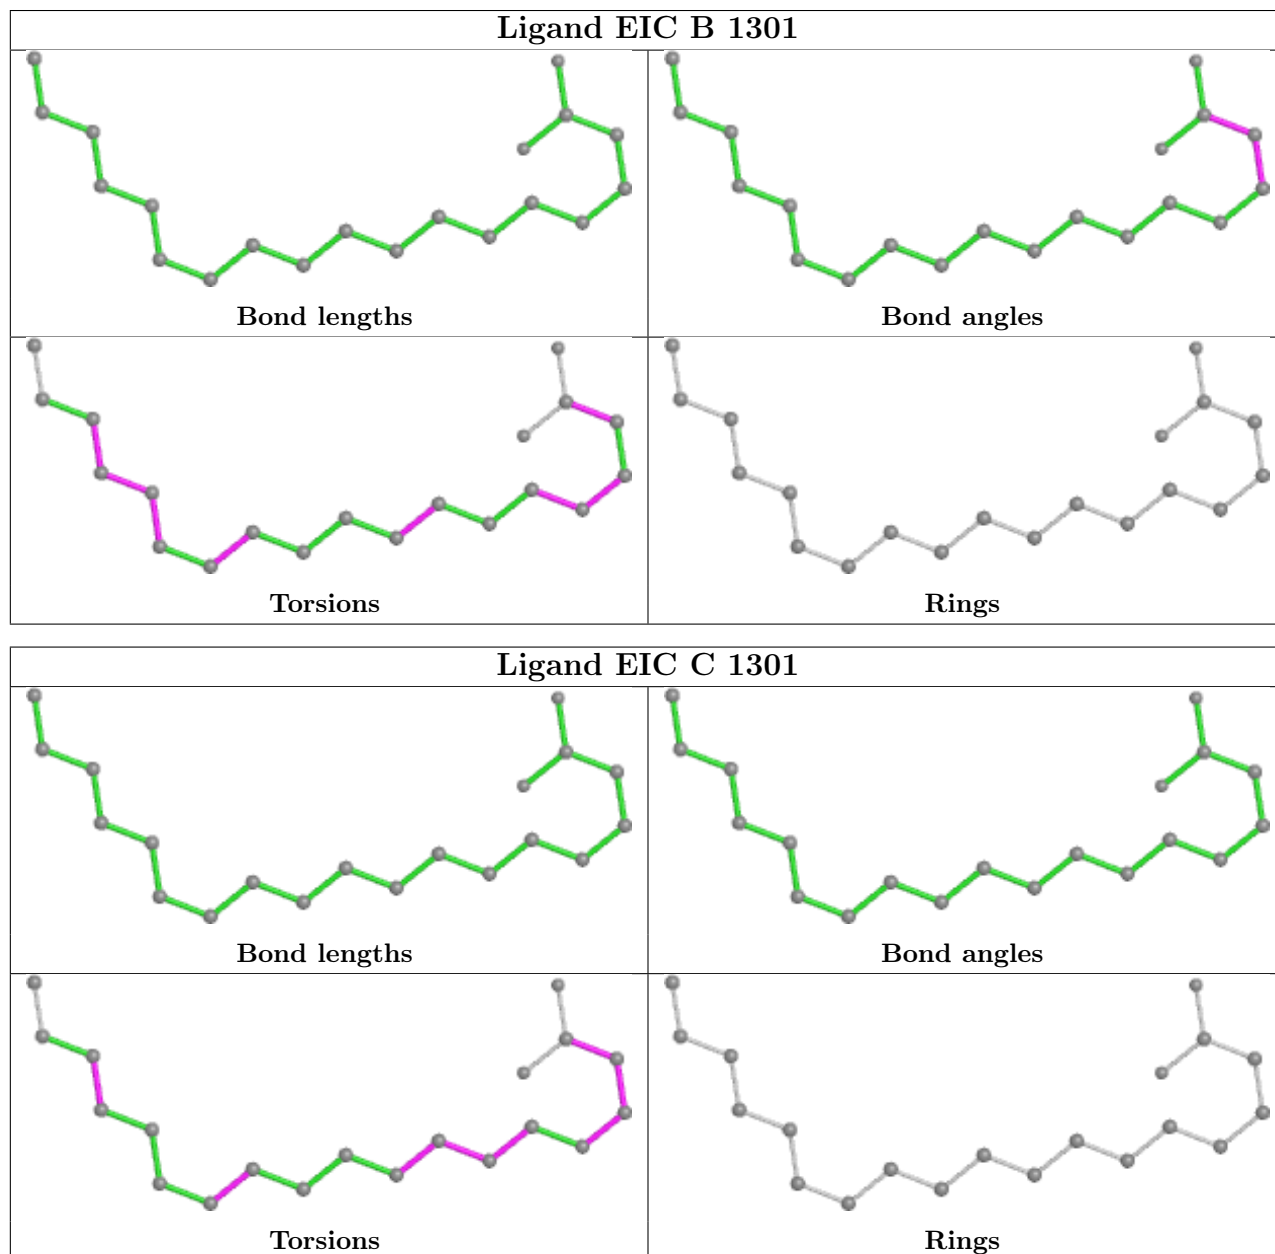 Ligand EIC B 1301
Bond lengths
Bond angles
Torsions
Rings
Ligand EIC C 1301
Bond lengths
Bond angles
Torsions
Rings